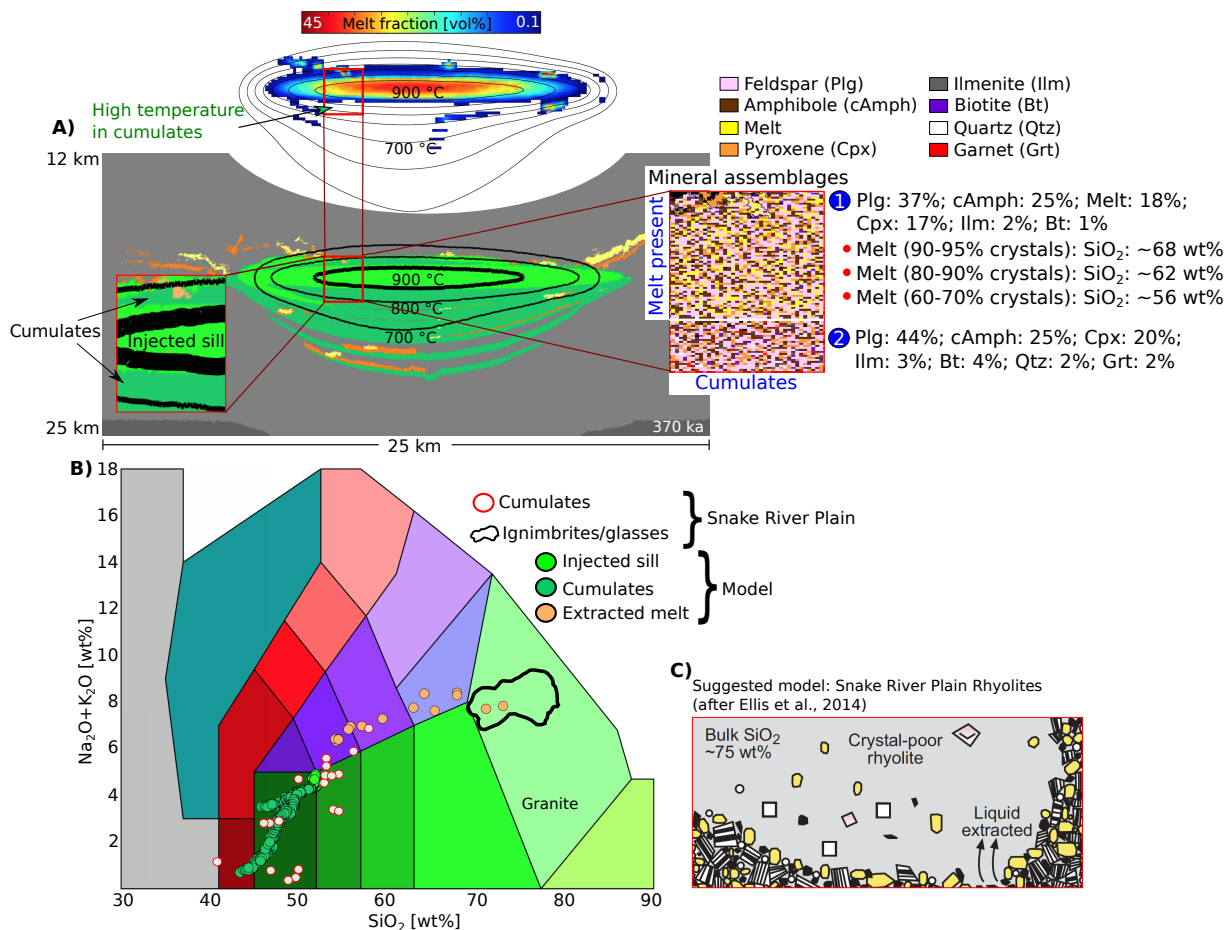 45 Melt fraction [vol%] 0.1
900 °C
High temperature
in cumulates
700 °C
A)
12 km
Feldspar (Plg)
Amphibole (cAmph)
Melt
Pyroxene (Cpx)
Ilmenite (Ilm)
Biotite (Bt)
Quartz (Qtz)
Garnet (Grt)
Mineral assemblages
Melt present
Cumulates
1 Plg: 37%; cAmph: 25%; Melt: 18%;
Cpx: 17%; Ilm: 2%; Bt: 1%
• Melt (90-95% crystals): SiO₂: ~68 wt%
• Melt (80-90% crystals): SiO₂: ~62 wt%
• Melt (60-70% crystals): SiO₂: ~56 wt%
2 Plg: 44%; cAmph: 25%; Cpx: 20%;
Ilm: 3%; Bt: 4%; Qtz: 2%; Grt: 2%
900 °C
800 °C
700 °C
Cumulates
Injected sill
25 km
370 ka
25 km
B)
18
16
14
12
10
8
6
4
2
Na₂O+K₂O [wt%]
30 40 50 60 70 80 90
SiO₂ [wt%]
Cumulates
Ignimbrites/glasses
Snake River Plain
Injected sill
Cumulates
Extracted melt
Model
Granite
C)
Suggested model: Snake River Plain Rhyolites
(after Ellis et al., 2014)
Bulk SiO₂
~75 wt%
Crystal-poor
rhyolite
Liquid
extracted